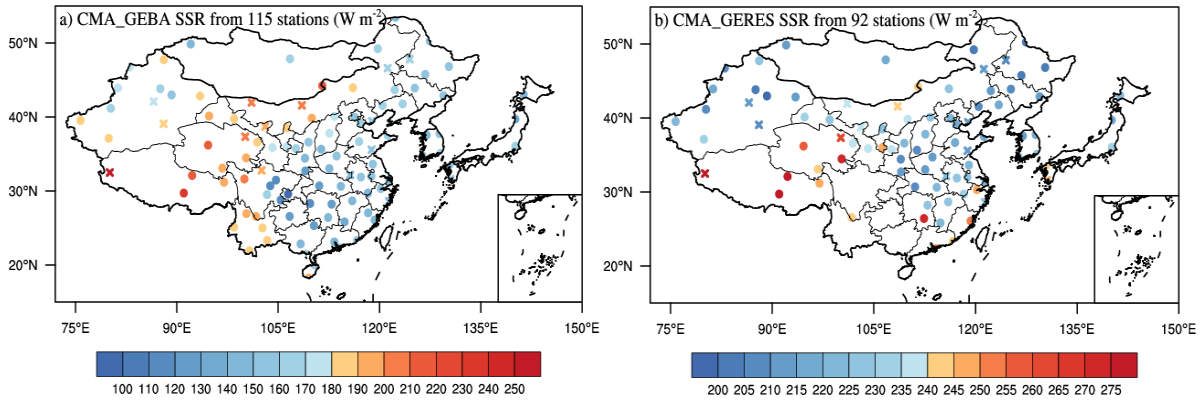 a) CMA_GEBA SSR from 115 stations (W m-2
50°N
40°N
30°N
20°N
75°E 90°E 105°E 120°E 135°E 150°E
100 110 120 130 140 150 160 170 180 190 200 210 220 230 240 250
b) CMA_GERES SSR from 92 stations (W m-2
50°N
40°N
30°N
20°N
75°E 90°E 105°E 120°E 135°E 150°E
200 205 210 215 220 225 230 235 240 245 250 255 260 265 270 275